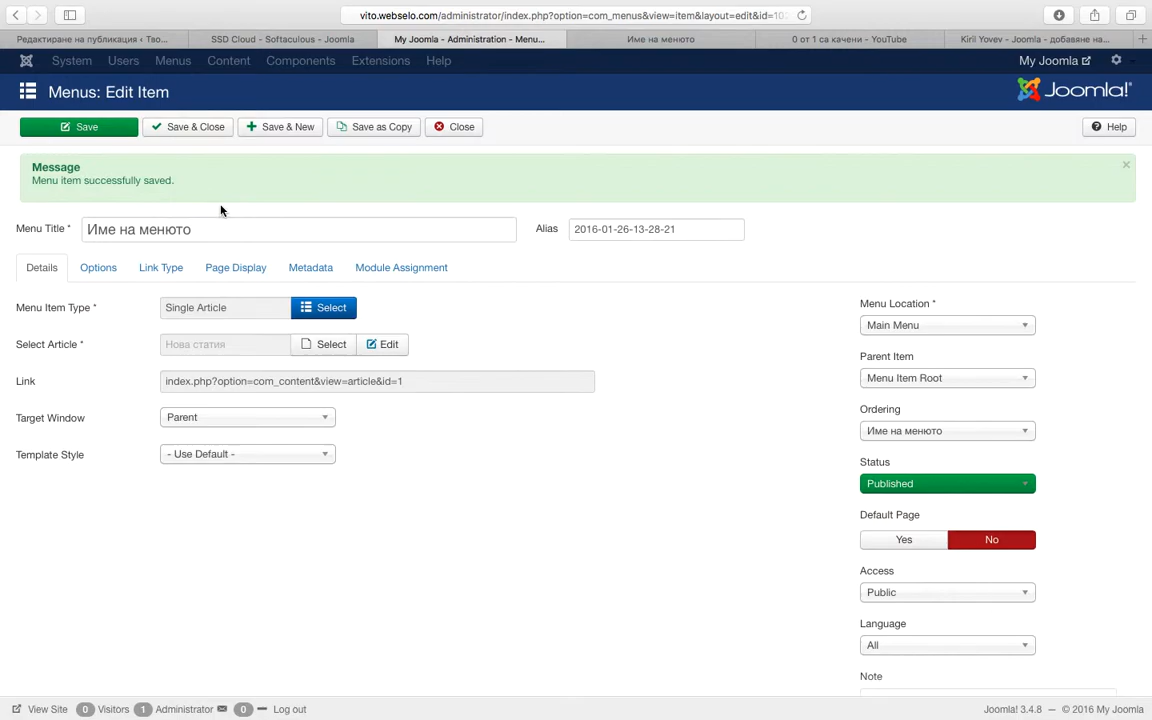 vito.webselo.com/administrator/index.php?option=com_menus&view=item&layout=edit&id=10
Редактиране на публикация ‹ Тво...
SSD Cloud - Softaculous - Joomla
My Joomla - Administration - Menu...
Име на менюто
0 от 1 са качени - YouTube
Kiril Yovev - Joomla - добавяне на...
System Users Menus Content Components Extensions Help
My Joomla
Menus: Edit Item
Joomla!
Save
Save & Close
Save & New
Save as Copy
Close
Help
Message
Menu item successfully saved.
×
Menu Title * Име на менюто
Alias 2016-01-26-13-28-21
Details Options Link Type Page Display Metadata Module Assignment
Menu Item Type * Single Article Select
Select Article * Нова статия Select Edit
Link index.php?option=com_content&view=article&id=1
Target Window Parent
Template Style - Use Default -
Menu Location *
Main Menu
Parent Item
Menu Item Root
Ordering
Име на менюто
Status
Published
Default Page
Yes No
Access
Public
Language
All
Note
View Site 0 Visitors 1 Administrator 0 Log out
Joomla! 3.4.8 — © 2016 My Joomla